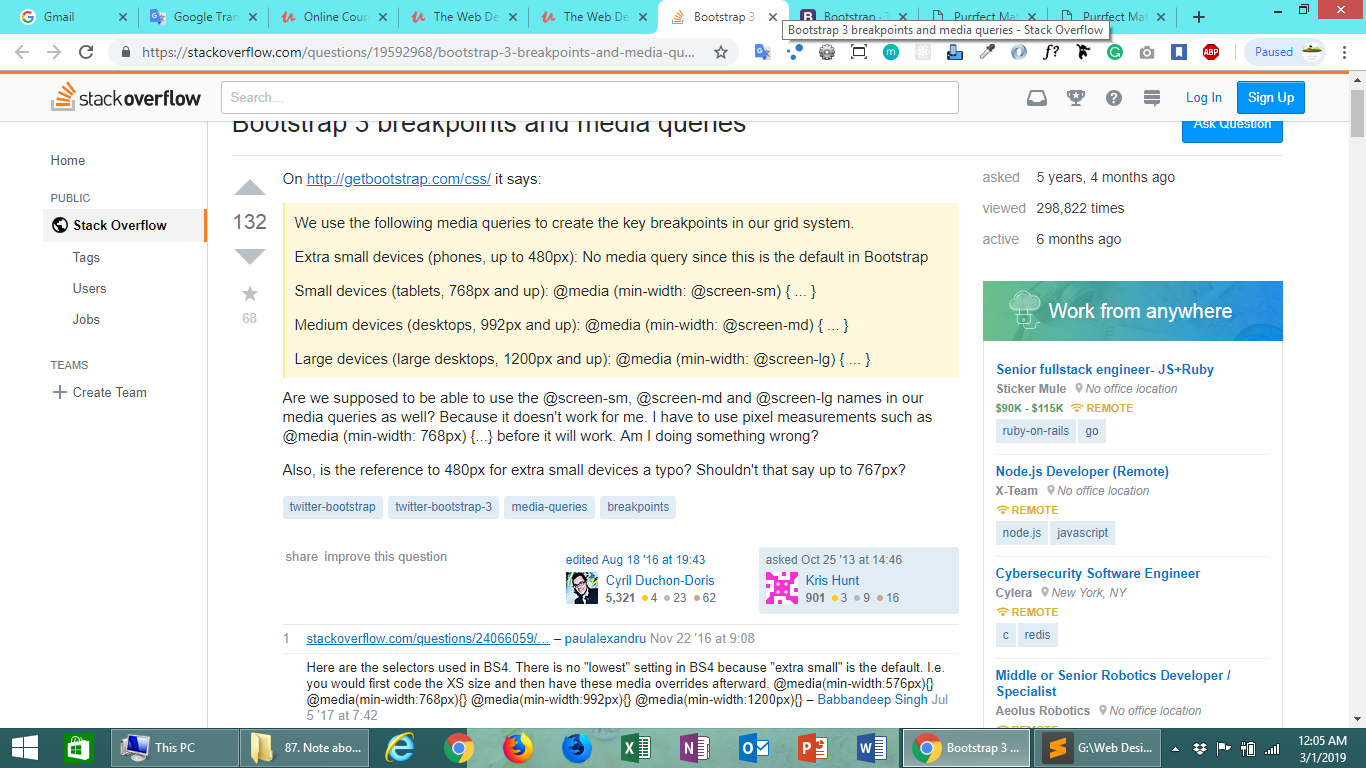 Gmail
Google Tran
Online Cour
The Web De
The Web De
Bootstrap 3
Bootstrap · T
Purrfect Mat
Purrfect Mat
Bootstrap 3 breakpoints and media queries - Stack Overflow
https://stackoverflow.com/questions/19592968/bootstrap-3-breakpoints-and-media-qu...
f?
ABP
Paused
stackoverflow
Search...
Log In
Sign Up
Bootstrap 3 breakpoints and media queries
Ask Question
Home
PUBLIC
Stack Overflow
Tags
Users
Jobs
TEAMS
Create Team
132
68
On http://getbootstrap.com/css/ it says:
We use the following media queries to create the key breakpoints in our grid system.
Extra small devices (phones, up to 480px): No media query since this is the default in Bootstrap
Small devices (tablets, 768px and up): @media (min-width: @screen-sm) { ... }
Medium devices (desktops, 992px and up): @media (min-width: @screen-md) { ... }
Large devices (large desktops, 1200px and up): @media (min-width: @screen-lg) { ... }
Are we supposed to be able to use the @screen-sm, @screen-md and @screen-lg names in our
media queries as well? Because it doesn't work for me. I have to use pixel measurements such as
@media (min-width: 768px) {...} before it will work. Am I doing something wrong?
Also, is the reference to 480px for extra small devices a typo? Shouldn't that say up to 767px?
twitter-bootstrap twitter-bootstrap-3 media-queries breakpoints
share improve this question
edited Aug 18 '16 at 19:43
Cyril Duchon-Doris
5,321 4 23 62
asked Oct 25 '13 at 14:46
Kris Hunt
901 3 9 16
1 stackoverflow.com/questions/24066059/… – paulalexandru Nov 22 '16 at 9:08
Here are the selectors used in BS4. There is no "lowest" setting in BS4 because "extra small" is the default. I.e.
you would first code the XS size and then have these media overrides afterward. @media(min-width:576px){}
@media(min-width:768px){} @media(min-width:992px){} @media(min-width:1200px){} – Babbandeep Singh Jul
5 '17 at 7:42
asked 5 years, 4 months ago
viewed 298,822 times
active 6 months ago
Work from anywhere
Senior fullstack engineer- JS+Ruby
Sticker Mule No office location
$90K - $115K REMOTE
ruby-on-rails go
Node.js Developer (Remote)
X-Team No office location
REMOTE
node.js javascript
Cybersecurity Software Engineer
Cylera New York, NY
REMOTE
c redis
Middle or Senior Robotics Developer /
Specialist
Aeolus Robotics No office location
REMOTE
This PC
87. Note abo...
Bootstrap 3 ...
G:\Web Desi...
12:05 AM
3/1/2019